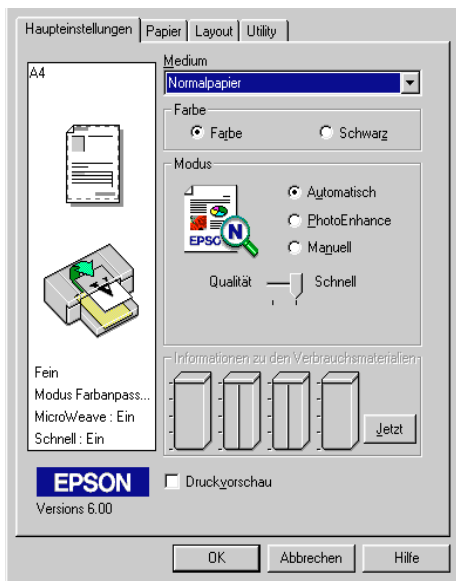 Haupteinstellungen Papier Layout Utility
A4
Medium
Normalpapier
Farbe
Farbe Schwarz
Modus
EPSO N
Automatisch
PhotoEnhance
Manuell
Qualität Schnell
Fein
Modus Farbanpass...
MicroWeave : Ein
Schnell : Ein
Informationen zu den Verbrauchsmaterialien
Jetzt
EPSON
Versions 6.00
Druckvorschau
OK Abbrechen Hilfe